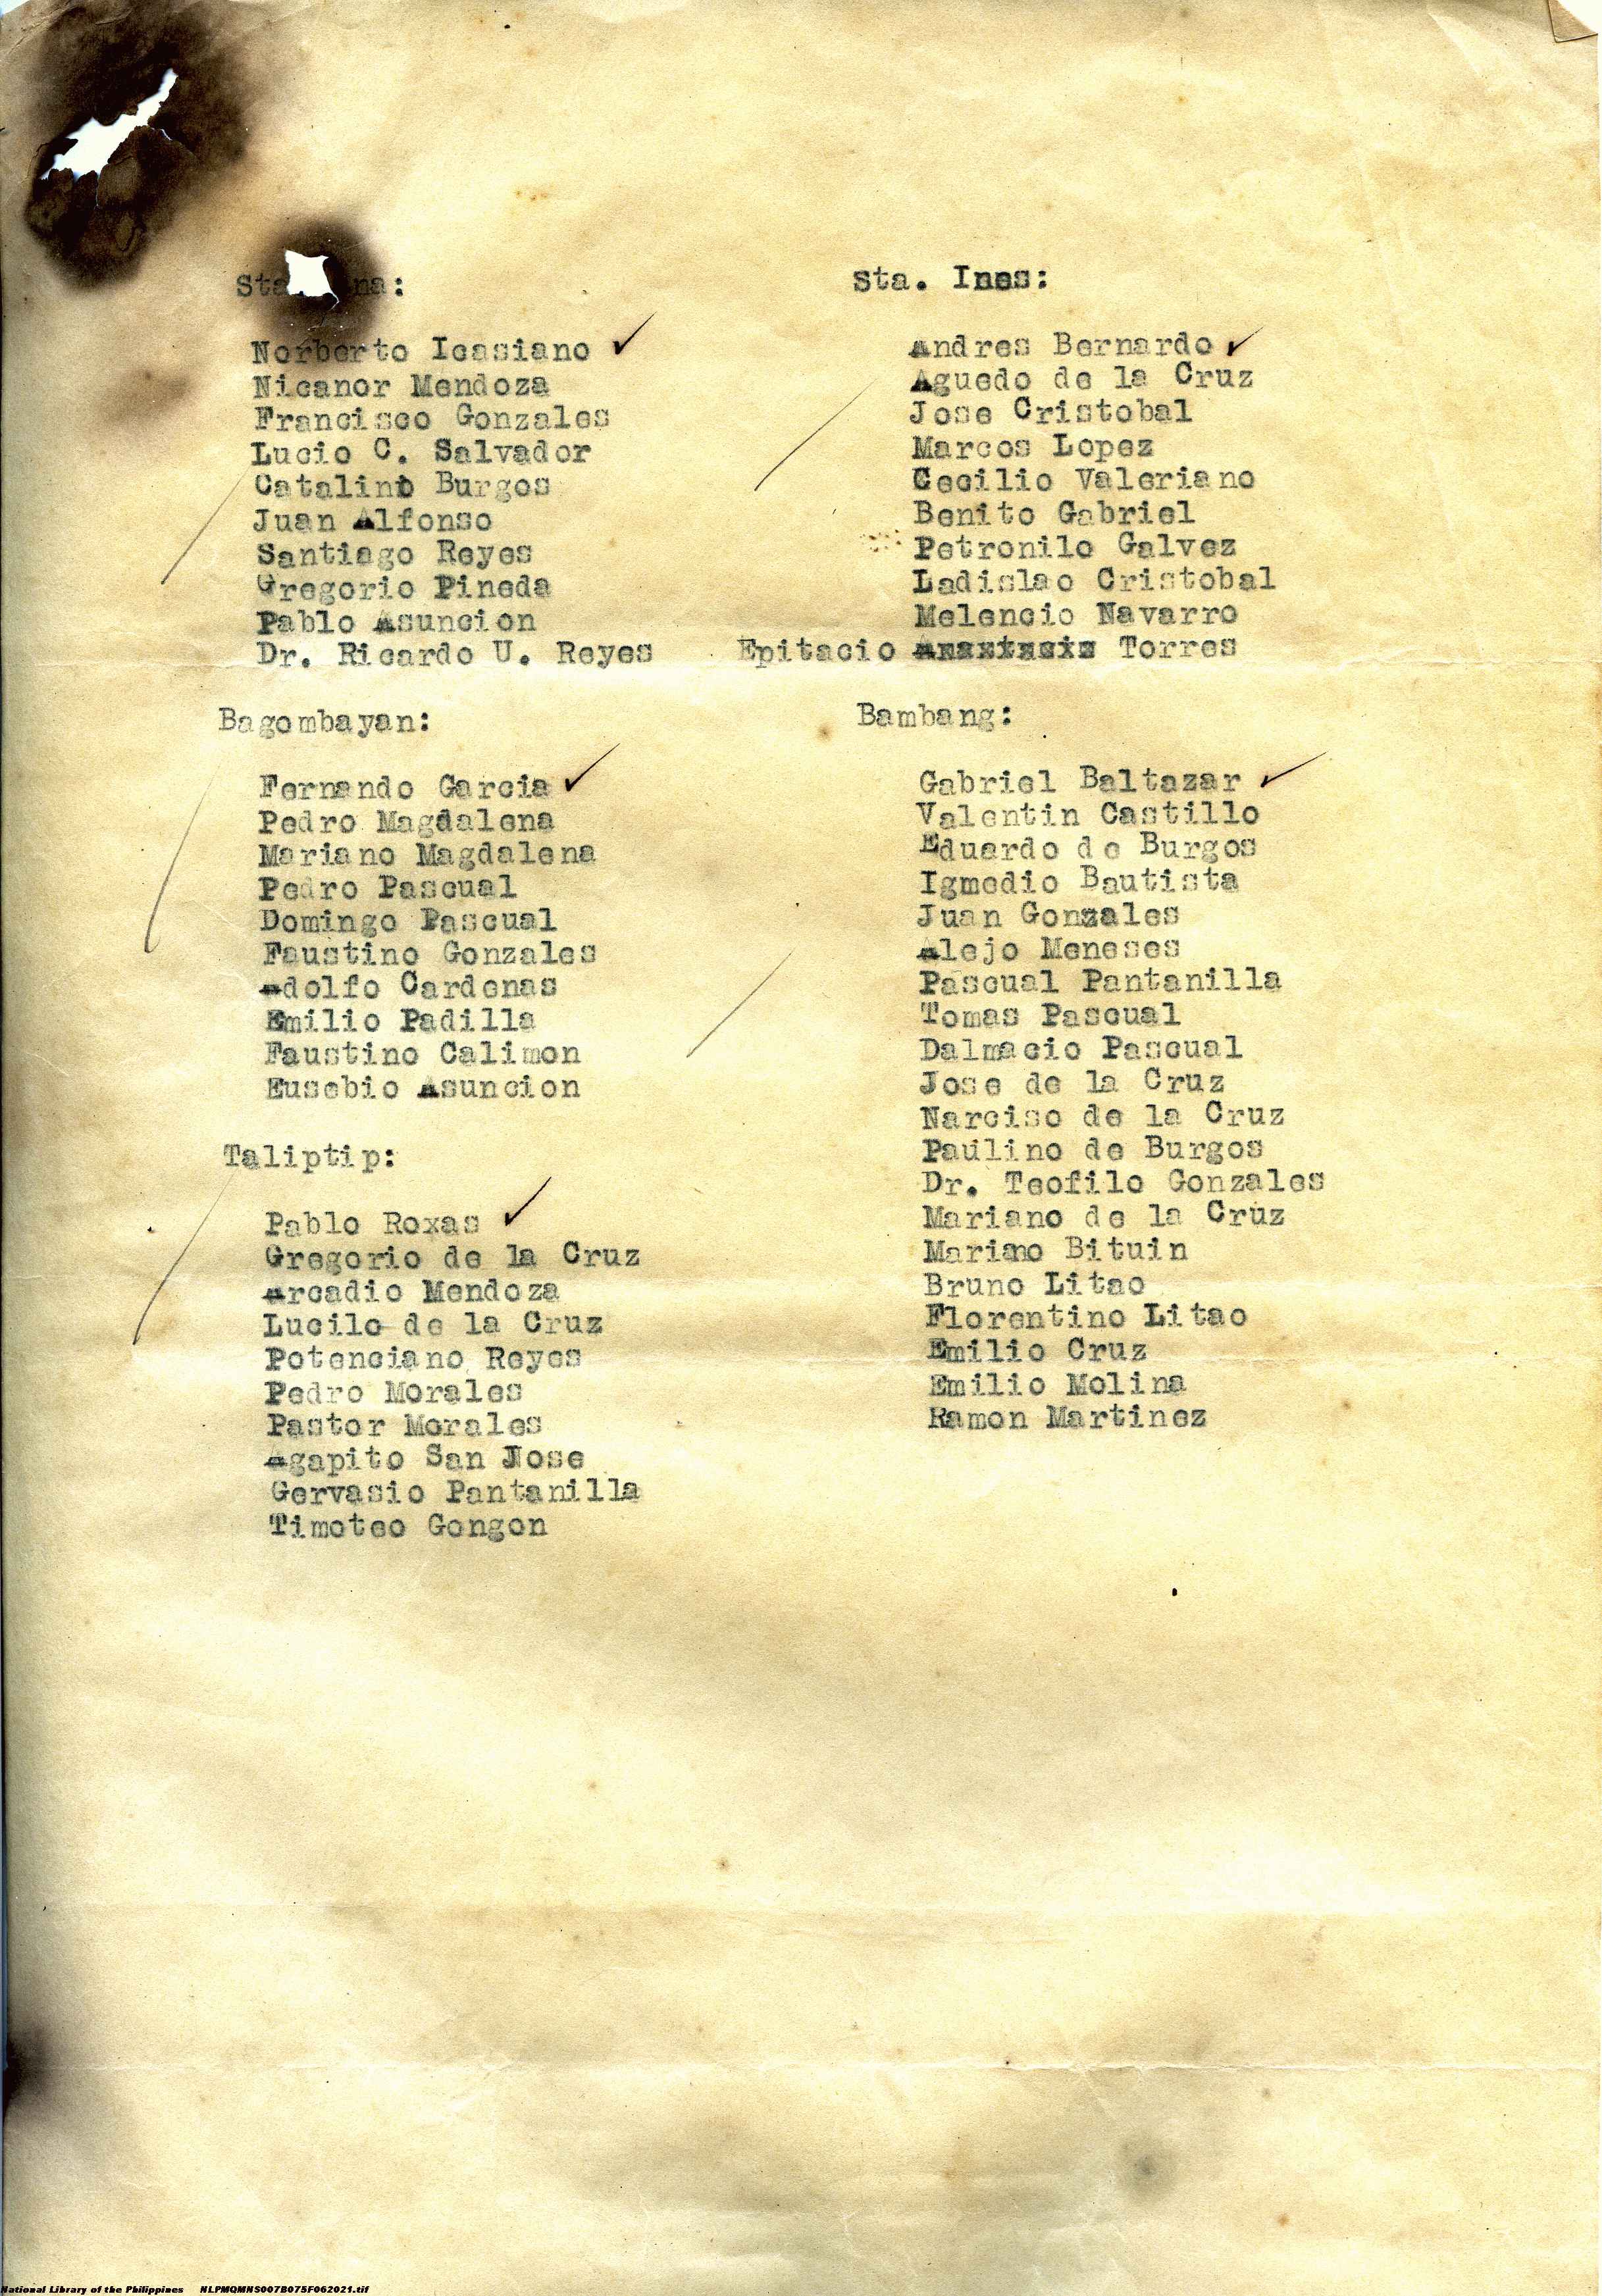 Sta. na:
Norberto Icasiano ✓
Nicanor Mendoza
Francisco Gonzales
Lucio C. Salvador
Catalino Burgos
Juan Alfonso
Santiago Reyes
Gregorio Pineda
Pablo Asuncion
Dr. Ricardo U. Reyes
Bagombayan:
Fernando Garcia ✓
Pedro Magdalena
Mariano Magdalena
Pedro Pascual
Domingo Pascual
Faustino Gonzales
Adolfo Cardenas
Emilio Padilla
Faustino Calimon
Eusebio Asuncion
Taliptip:
Pablo Roxas ✓
Gregorio de la Cruz
Arcadio Mendoza
Lucilo de la Cruz
Potenciano Reyes
Pedro Morales
Pastor Morales
Agapito San Jose
Gervasio Pantanilla
Timoteo Gongon
Sta. Ines:
Andres Bernardo ✓
Aguedo de la Cruz
Jose Cristobal
Marcos Lopez
Cecilio Valeriano
Benito Gabriel
Petronilo Galvez
Ladislao Cristobal
Melencio Navarro
Epitacio Torres
Bambang:
Gabriel Baltazar ✓
Valentin Castillo
Eduardo de Burgos
Igmedio Bautista
Juan Gonzales
Alejo Meneses
Pascual Pantanilla
Tomas Pascual
Dalmacio Pascual
Jose de la Cruz
Narciso de la Cruz
Paulino de Burgos
Dr. Teofilo Gonzales
Mariano de la Cruz
Bituin
Bruno Litao
Florentino Litao
Emilio Cruz
Emilio Molina
Ramon Martinez
National Library of the Philippines NLPMQMNS007B075F062021.tif